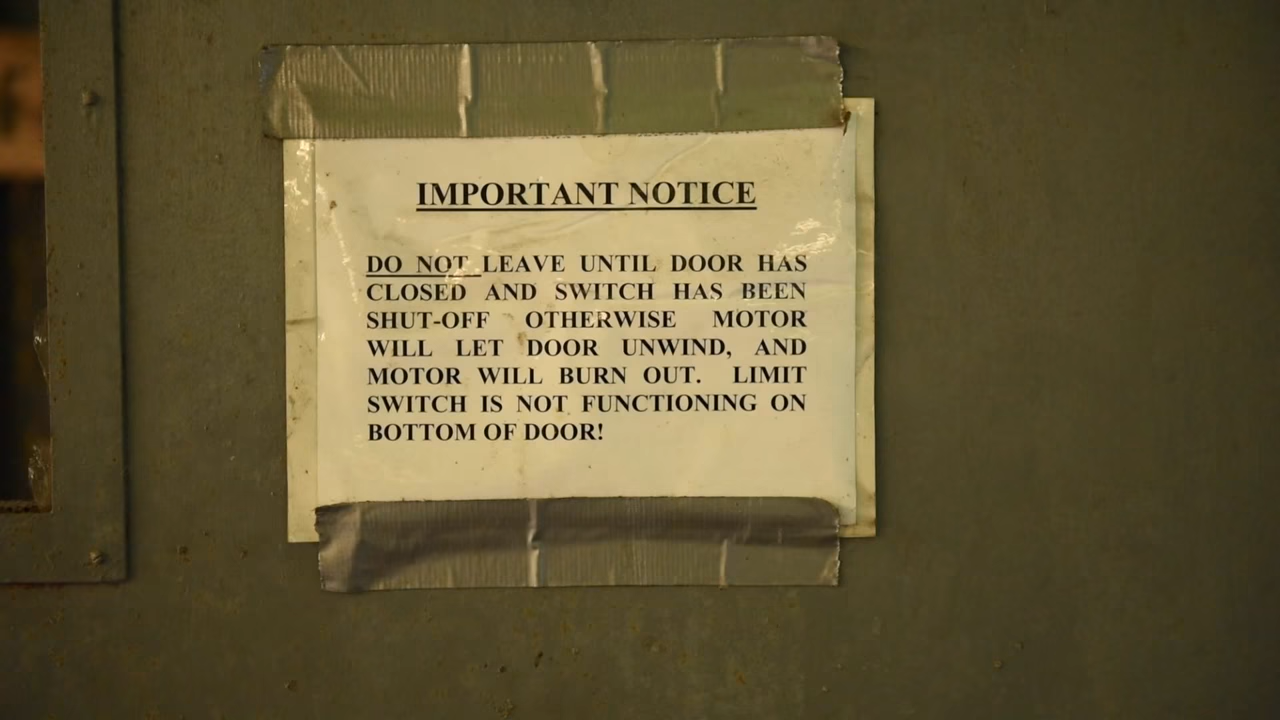 IMPORTANT NOTICE
DO NOT LEAVE UNTIL DOOR HAS
CLOSED AND SWITCH HAS BEEN
SHUT-OFF OTHERWISE MOTOR
WILL LET DOOR UNWIND, AND
MOTOR WILL BURN OUT. LIMIT
SWITCH IS NOT FUNCTIONING ON
BOTTOM OF DOOR!